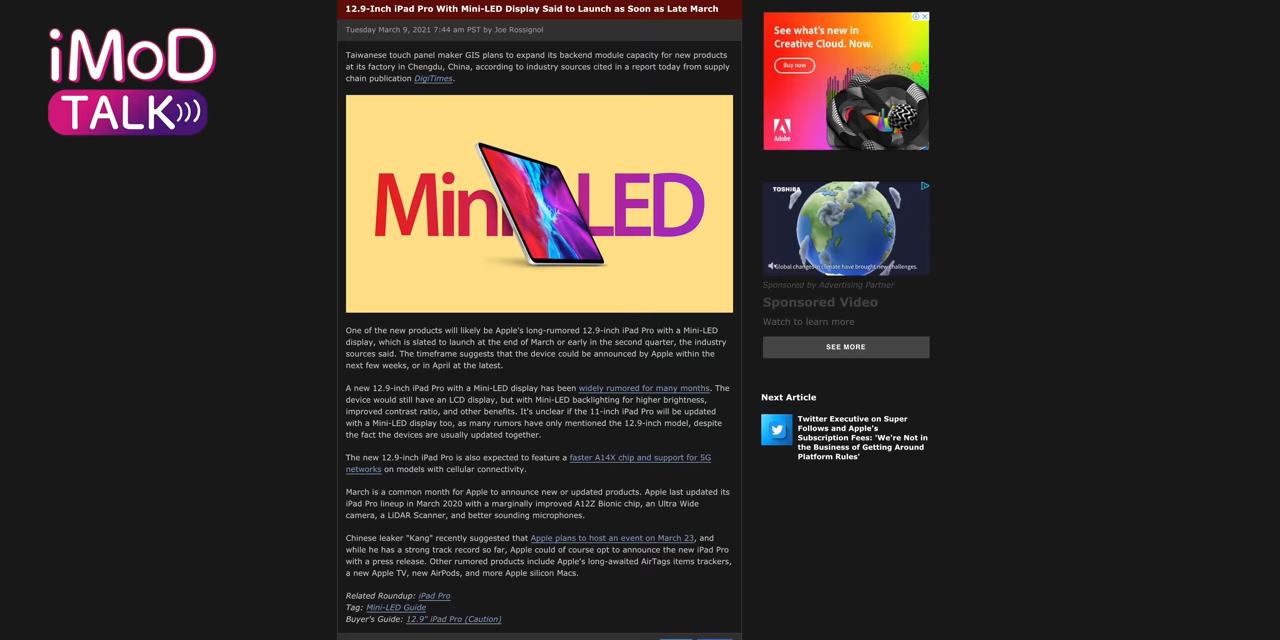 iMoD
TALK
12.9-Inch iPad Pro With Mini-LED Display Said to Launch as Soon as Late March
Tuesday March 9, 2021 7:44 am PST by Joe Rossignol
Taiwanese touch panel maker GIS plans to expand its backend module capacity for new products
at its factory in Chengdu, China, according to industry sources cited in a report today from supply
chain publication DigiTimes.
Mini LED
One of the new products will likely be Apple's long-rumored 12.9-inch iPad Pro with a Mini-LED
display, which is slated to launch at the end of March or early in the second quarter, the industry
sources said. The timeframe suggests that the device could be announced by Apple within the
next few weeks, or in April at the latest.
A new 12.9-inch iPad Pro with a Mini-LED display has been widely rumored for many months. The
device would still have an LCD display, but with Mini-LED backlighting for higher brightness,
improved contrast ratio, and other benefits. It's unclear if the 11-inch iPad Pro will be updated
with a Mini-LED display too, as many rumors have only mentioned the 12.9-inch model, despite
the fact the devices are usually updated together.
The new 12.9-inch iPad Pro is also expected to feature a faster A14X chip and support for 5G
networks on models with cellular connectivity.
March is a common month for Apple to announce new or updated products. Apple last updated its
iPad Pro lineup in March 2020 with a marginally improved A12Z Bionic chip, an Ultra Wide
camera, a LiDAR Scanner, and better sounding microphones.
Chinese leaker "Kang" recently suggested that Apple plans to host an event on March 23, and
while he has a strong track record so far, Apple could of course opt to announce the new iPad Pro
with a press release. Other rumored products include Apple's long-awaited AirTags items trackers,
a new Apple TV, new AirPods, and more Apple silicon Macs.
Related Roundup: iPad Pro
Tag: Mini-LED Guide
Buyer's Guide: 12.9" iPad Pro (Caution)
See what's new in
Creative Cloud. Now.
Buy now
Adobe
TOSHIBA
Global changes in climate have brought new challenges.
Sponsored by Advertising Partner
Sponsored Video
Watch to learn more
SEE MORE
Next Article
Twitter Executive on Super
Follows and Apple's
Subscription Fees: 'We're Not in
the Business of Getting Around
Platform Rules'